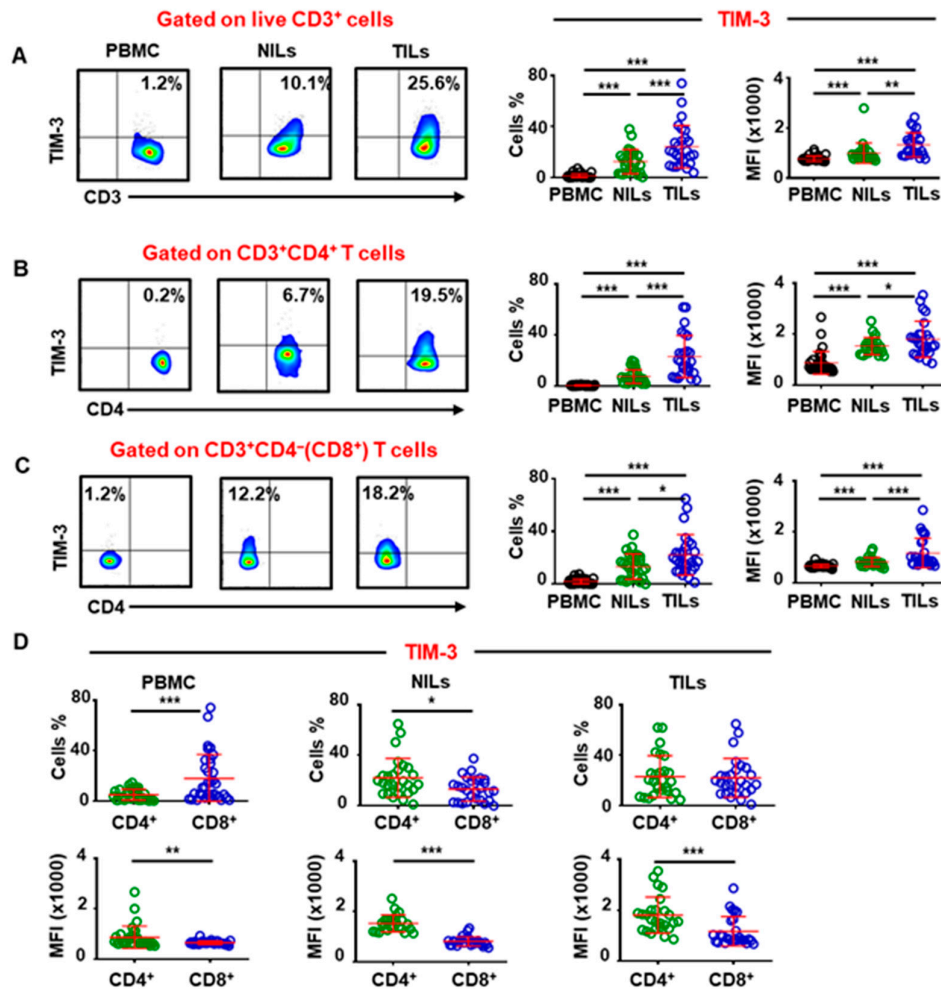 Gated on live CD3⁺ cells
TIM-3
A
PBMC NILs TILs
1.2% 10.1% 25.6%
TIM-3
CD3
Cells %
80
40
0
***
*** ***
PBMC NILs TILs
MFI (x1000)
4
2
0
***
*** **
PBMC NILs TILs
B
Gated on CD3⁺CD4⁺ T cells
0.2% 6.7% 19.5%
TIM-3
CD4
Cells %
80
40
0
***
*** ***
PBMC NILs TILs
MFI (x1000)
4
2
0
***
*** *
PBMC NILs TILs
C
Gated on CD3⁺CD4⁻(CD8⁺) T cells
1.2% 12.2% 18.2%
TIM-3
CD4
Cells %
80
40
0
***
*** *
PBMC NILs TILs
MFI (x1000)
4
2
0
***
*** ***
PBMC NILs TILs
D
TIM-3
PBMC
Cells %
80
40
0
***
CD4⁺ CD8⁺
NILs
Cells %
80
40
0
*
CD4⁺ CD8⁺
TILs
Cells %
80
40
0
CD4⁺ CD8⁺
MFI (x1000)
4
2
0
**
CD4⁺ CD8⁺
MFI (x1000)
4
2
0
***
CD4⁺ CD8⁺
MFI (x1000)
4
2
0
***
CD4⁺ CD8⁺